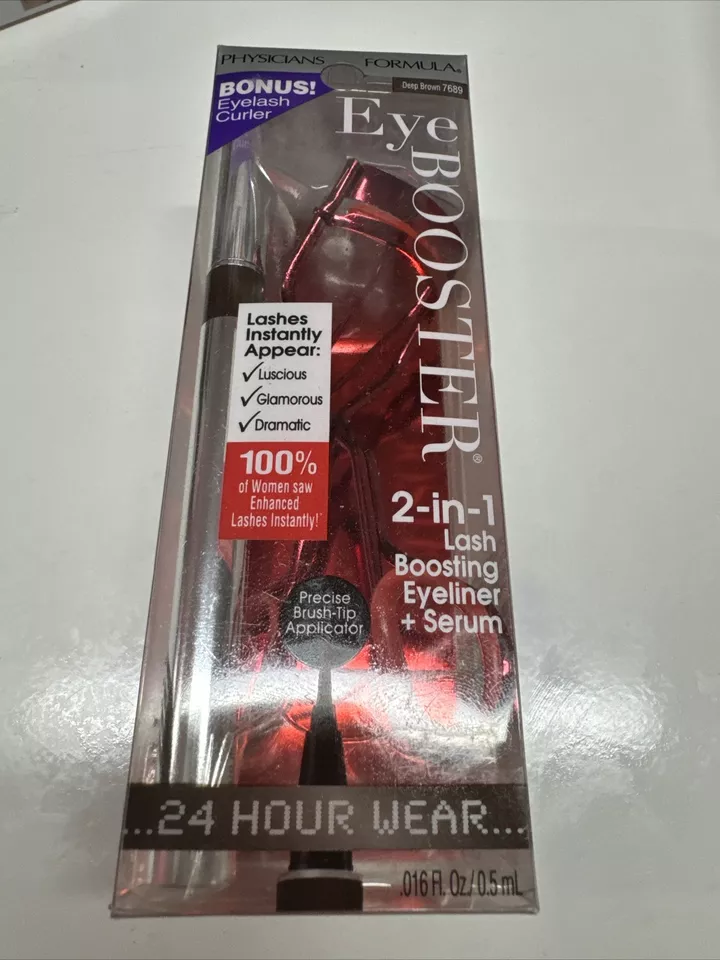 PHYSICIANS FORMULA®
Deep Brown 7689
BONUS!
Eyelash
Curler
Eye
BOOSTER®
Lashes
Instantly
Appear:
✓Luscious
✓Glamorous
✓Dramatic
100%
of Women saw
Enhanced
Lashes Instantly!*
2-in-1
Lash
Boosting
Eyeliner
+ Serum
Precise
Brush-Tip
Applicator
...24 HOUR WEAR...
.016 Fl. Oz./0.5 mL